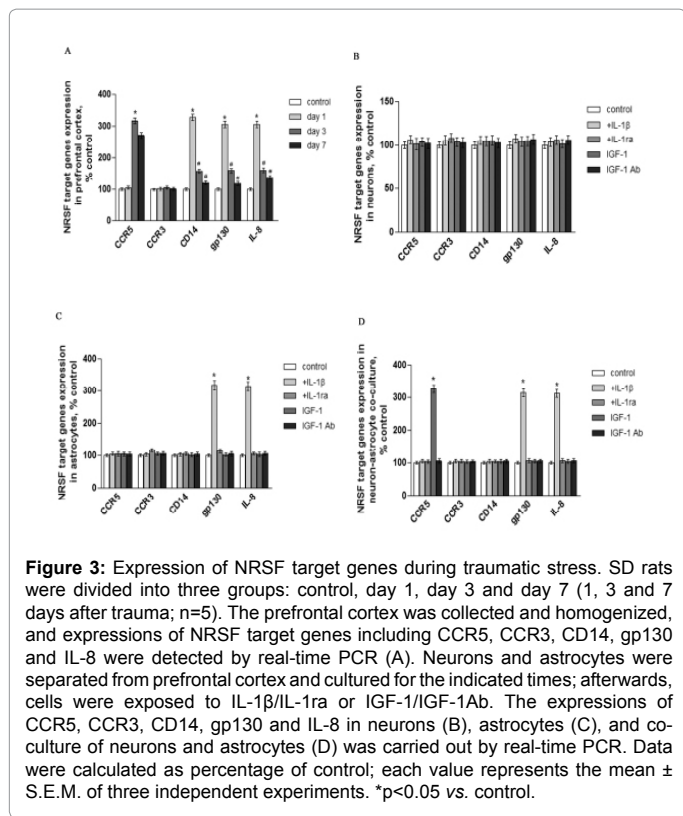 A
NRSF target genes expression
in prefrontal cortex,
% control
400
300
200
100
0
control
day 1
day 3
day 7
*
*
*
*
#
#
#
#
#
#
CCR5
CCR3
CD14
gp130
IL-8
B
NRSF target genes expression
in neurons, % control
150
100
50
0
control
+IL-1β
+IL-1ra
IGF-1
IGF-1 Ab
CCR5
CCR3
CD14
gp130
IL-8
C
NRSF target genes expression
in astrocytes, % control
400
300
200
100
0
control
+IL-1β
+IL-1ra
IGF-1
IGF-1 Ab
*
*
CCR5
CCR3
CD14
gp130
IL-8
D
NRSF target genes expression in
neuron-astrocyte co-culture,
% control
400
300
200
100
0
control
+IL-1β
+IL-1ra
IGF-1
IGF-1 Ab
*
*
*
CCR5
CCR3
CD14
gp130
IL-8
Figure 3: Expression of NRSF target genes during traumatic stress. SD rats
were divided into three groups: control, day 1, day 3 and day 7 (1, 3 and 7
days after trauma; n=5). The prefrontal cortex was collected and homogenized,
and expressions of NRSF target genes including CCR5, CCR3, CD14, gp130
and IL-8 were detected by real-time PCR (A). Neurons and astrocytes were
separated from prefrontal cortex and cultured for the indicated times; afterwards,
cells were exposed to IL-1β/IL-1ra or IGF-1/IGF-1Ab. The expressions of
CCR5, CCR3, CD14, gp130 and IL-8 in neurons (B), astrocytes (C), and co-
culture of neurons and astrocytes (D) was carried out by real-time PCR. Data
were calculated as percentage of control; each value represents the mean ±
S.E.M. of three independent experiments. *p<0.05 vs. control.